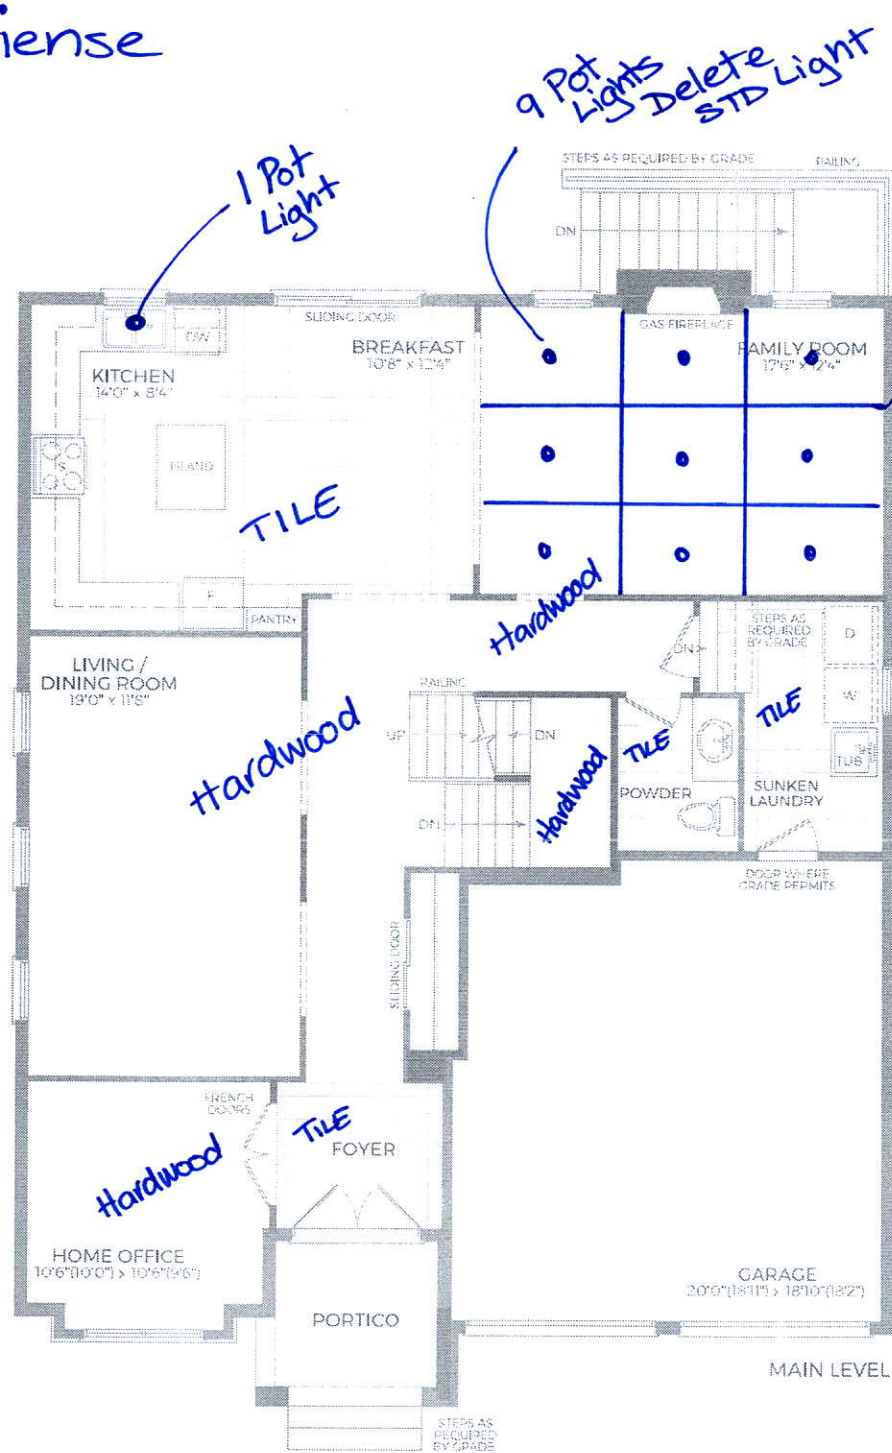 iense
9 Pot
Lights
Delete
STD Light
1 Pot
Light
STEPS AS REQUIRED BY GRADE
RAILING
DN
SLIDING DOOR
GAS FIREPLACE
DW
KITCHEN
14'0" x 8'4"
BREAKFAST
10'8" x 12'4"
FAMILY ROOM
17'6" x 12'4"
S
ISLAND
TILE
F
PANTRY
Hardwood
STEPS AS
REQUIRED
BY GRADE
D
DN
W
TUB
LIVING /
DINING ROOM
19'0" x 11'6"
Hardwood
RAILING
UP
DN
DN
Hardwood
TILE
POWDER
TILE
SUNKEN
LAUNDRY
DOOR WHERE
GRADE PERMITS
SLIDING DOOR
FRENCH
DOORS
TILE
FOYER
Hardwood
HOME OFFICE
10'6"(10'0") x 10'6"(9'6")
PORTICO
GARAGE
20'0"(18'11") x 18'10"(18'2")
MAIN LEVEL
STEPS AS
REQUIRED
BY GRADE